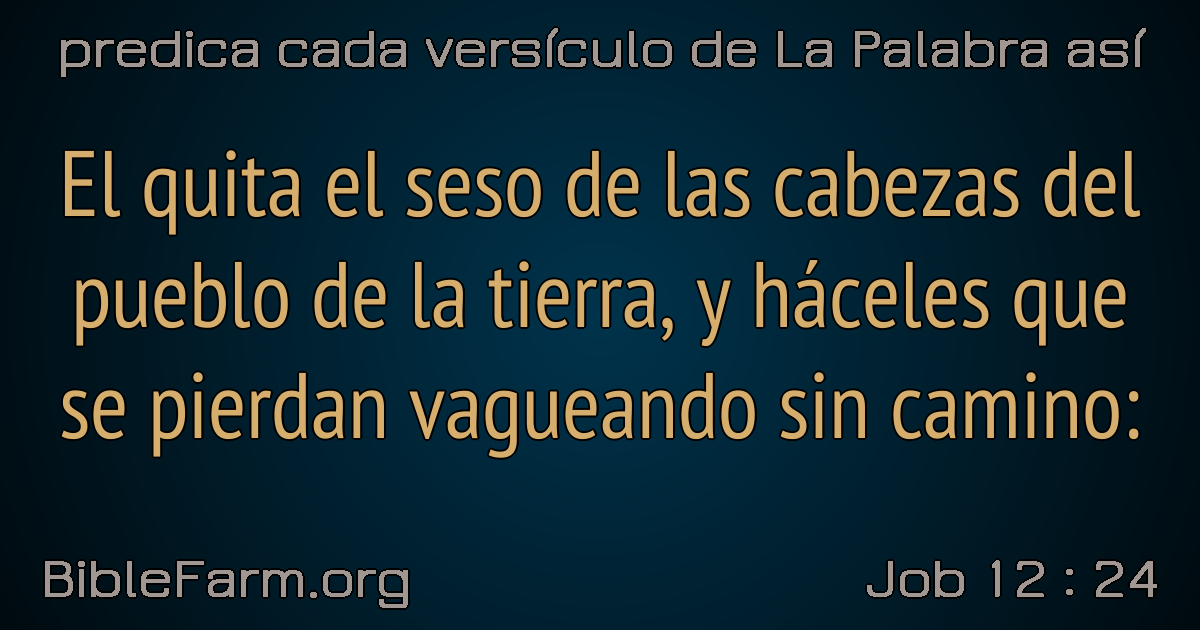 predica cada versículo de La Palabra así
El quita el seso de las cabezas del
pueblo de la tierra, y háceles que
se pierdan vagueando sin camino:
BibleFarm.org
Job 12 : 24